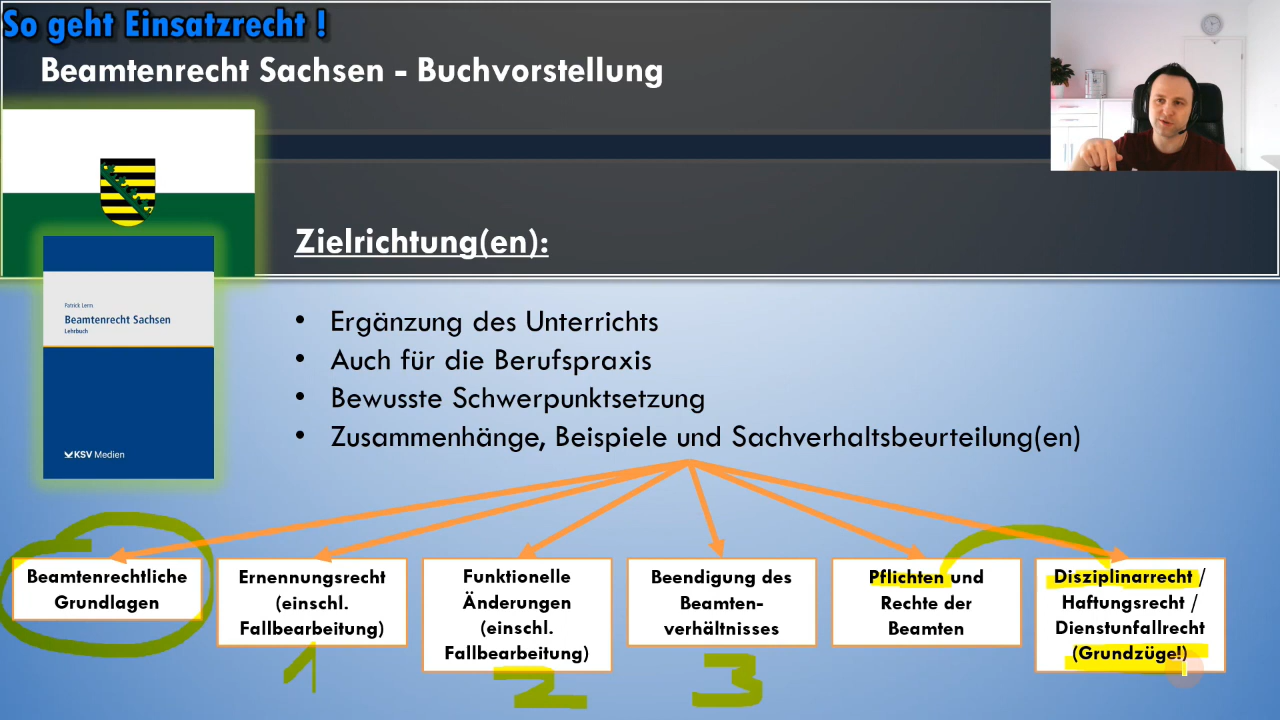 So geht Einsatzrecht !
Beamtenrecht Sachsen - Buchvorstellung
Zielrichtung(en):
Patrick Lerm
Beamtenrecht Sachsen
Lehrbuch
KSV Medien
• Ergänzung des Unterrichts
• Auch für die Berufspraxis
• Bewusste Schwerpunktsetzung
• Zusammenhänge, Beispiele und Sachverhaltsbeurteilung(en)
Beamtenrechtliche
Grundlagen
Ernennungsrecht
(einschl.
Fallbearbeitung)
1
Funktionelle
Änderungen
(einschl.
Fallbearbeitung)
2
Beendigung des
Beamten-
verhältnisses
3
Pflichten und
Rechte der
Beamten
Disziplinarrecht /
Haftungsrecht /
Dienstunfallrecht
(Grundzüge!)